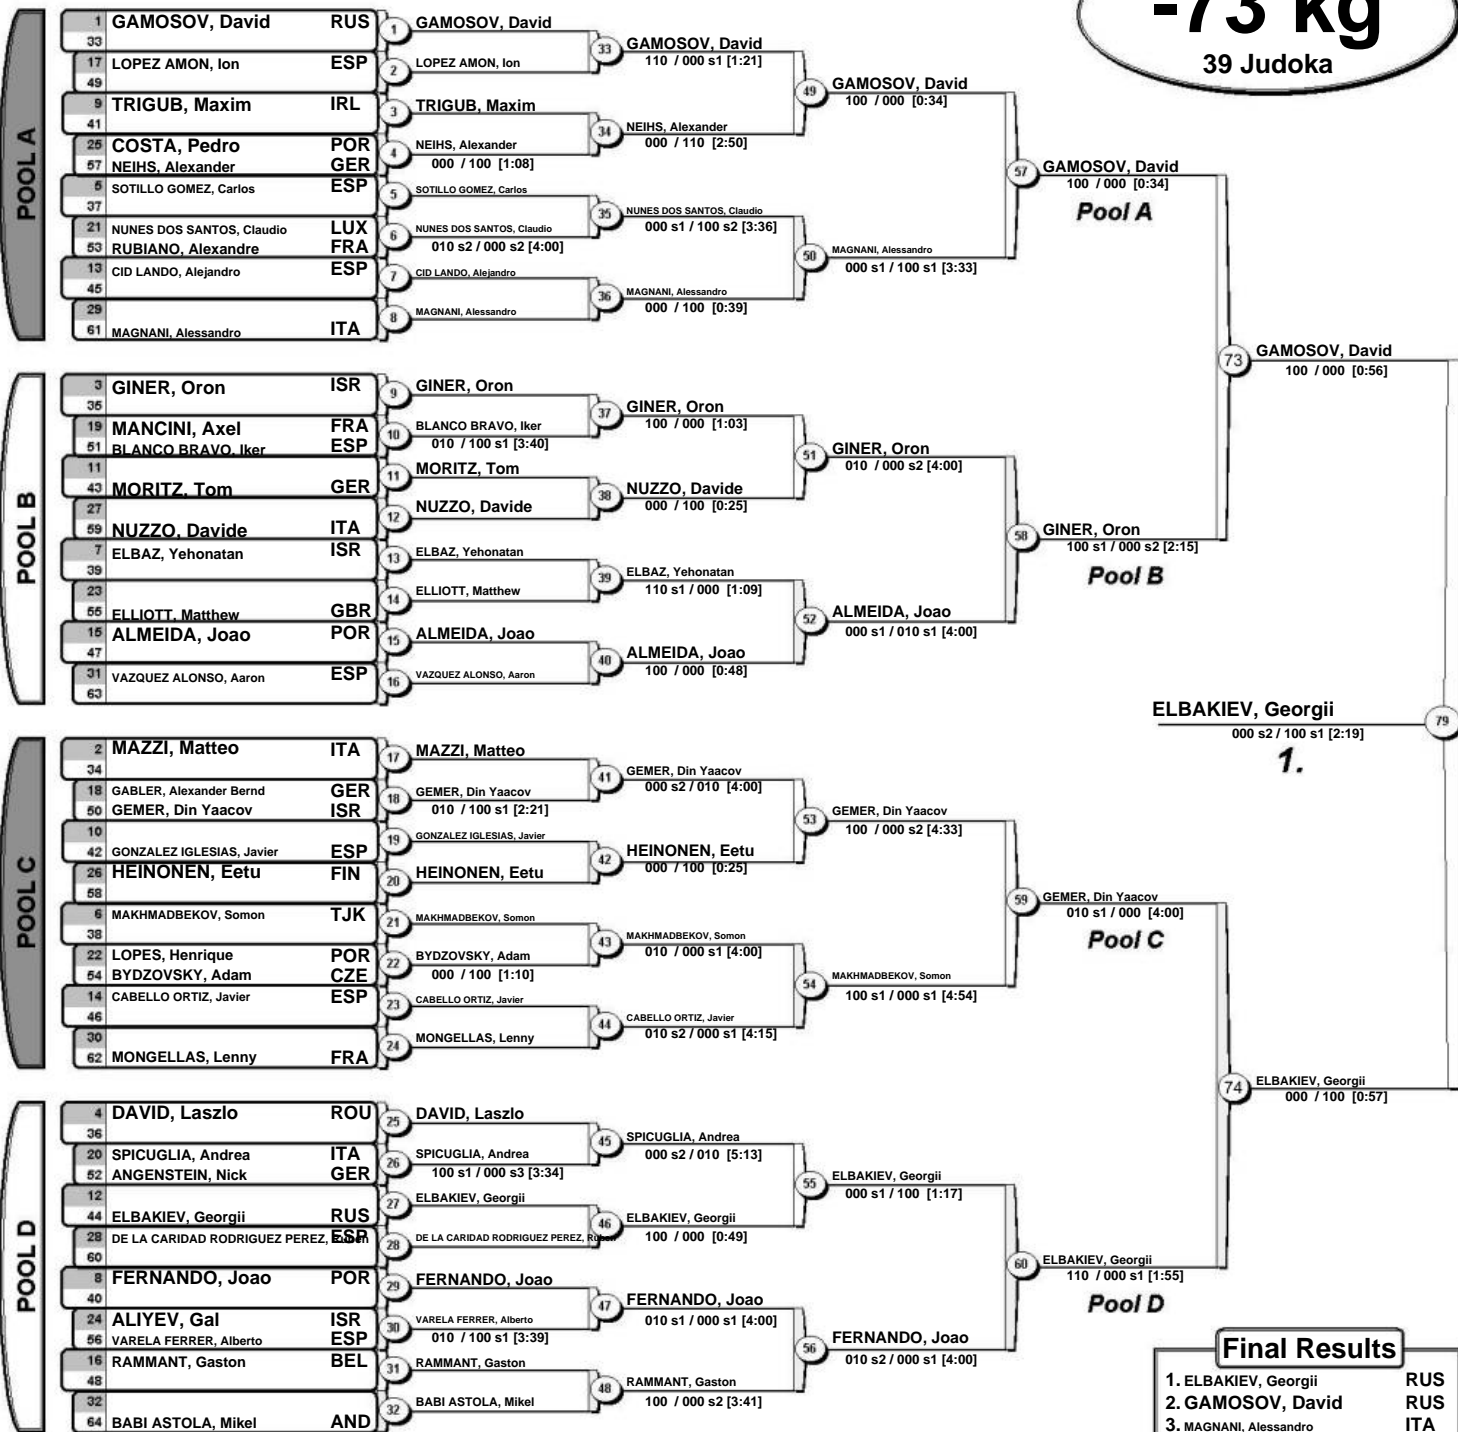 -73 kg
39 Judoka
POOL A
1 GAMOSOV, David RUS
33
17 LOPEZ AMON, Ion ESP
49
9 TRIGUB, Maxim IRL
41
25 COSTA, Pedro POR
57 NEIHS, Alexander GER
5 SOTILLO GOMEZ, Carlos ESP
37
21 NUNES DOS SANTOS, Claudio LUX
53 RUBIANO, Alexandre FRA
13 CID LANDO, Alejandro ESP
45
29
61 MAGNANI, Alessandro ITA
1 GAMOSOV, David
2 LOPEZ AMON, Ion
3 TRIGUB, Maxim
4 NEIHS, Alexander
000 / 100 [1:08]
5 SOTILLO GOMEZ, Carlos
6 NUNES DOS SANTOS, Claudio
010 s2 / 000 s2 [4:00]
7 CID LANDO, Alejandro
8 MAGNANI, Alessandro
33 GAMOSOV, David
110 / 000 s1 [1:21]
34 NEIHS, Alexander
000 / 110 [2:50]
35 NUNES DOS SANTOS, Claudio
000 s1 / 100 s2 [3:36]
36 MAGNANI, Alessandro
000 / 100 [0:39]
49 GAMOSOV, David
100 / 000 [0:34]
50 MAGNANI, Alessandro
000 s1 / 100 s1 [3:33]
57 GAMOSOV, David
100 / 000 [0:34]
Pool A
POOL B
3 GINER, Oron ISR
35
19 MANCINI, Axel FRA
51 BLANCO BRAVO, Iker ESP
11
43 MORITZ, Tom GER
27
59 NUZZO, Davide ITA
7 ELBAZ, Yehonatan ISR
39
23
55 ELLIOTT, Matthew GBR
15 ALMEIDA, Joao POR
47
31 VAZQUEZ ALONSO, Aaron ESP
63
9 GINER, Oron
10 BLANCO BRAVO, Iker
010 / 100 s1 [3:40]
11 MORITZ, Tom
12 NUZZO, Davide
13 ELBAZ, Yehonatan
14 ELLIOTT, Matthew
15 ALMEIDA, Joao
16 VAZQUEZ ALONSO, Aaron
37 GINER, Oron
100 / 000 [1:03]
38 NUZZO, Davide
000 / 100 [0:25]
39 ELBAZ, Yehonatan
110 s1 / 000 [1:09]
40 ALMEIDA, Joao
100 / 000 [0:48]
51 GINER, Oron
010 / 000 s2 [4:00]
52 ALMEIDA, Joao
000 s1 / 010 s1 [4:00]
58 GINER, Oron
100 s1 / 000 s2 [2:15]
Pool B
73 GAMOSOV, David
100 / 000 [0:56]
ELBAKIEV, Georgii 79
000 s2 / 100 s1 [2:19]
1.
POOL C
2 MAZZI, Matteo ITA
34
18 GABLER, Alexander Bernd GER
50 GEMER, Din Yaacov ISR
10
42 GONZALEZ IGLESIAS, Javier ESP
26 HEINONEN, Eetu FIN
58
6 MAKHMADBEKOV, Somon TJK
38
22 LOPES, Henrique POR
54 BYDZOVSKY, Adam CZE
14 CABELLO ORTIZ, Javier ESP
46
30
62 MONGELLAS, Lenny FRA
17 MAZZI, Matteo
18 GEMER, Din Yaacov
010 / 100 s1 [2:21]
19 GONZALEZ IGLESIAS, Javier
20 HEINONEN, Eetu
21 MAKHMADBEKOV, Somon
22 BYDZOVSKY, Adam
000 / 100 [1:10]
23 CABELLO ORTIZ, Javier
24 MONGELLAS, Lenny
41 GEMER, Din Yaacov
000 s2 / 010 [4:00]
42 HEINONEN, Eetu
000 / 100 [0:25]
43 MAKHMADBEKOV, Somon
010 / 000 s1 [4:00]
44 CABELLO ORTIZ, Javier
010 s2 / 000 s1 [4:15]
53 GEMER, Din Yaacov
100 / 000 s2 [4:33]
54 MAKHMADBEKOV, Somon
100 s1 / 000 s1 [4:54]
59 GEMER, Din Yaacov
010 s1 / 000 [4:00]
Pool C
POOL D
4 DAVID, Laszlo ROU
36
20 SPICUGLIA, Andrea ITA
52 ANGENSTEIN, Nick GER
12
44 ELBAKIEV, Georgii RUS
28 DE LA CARIDAD RODRIGUEZ PEREZ, Ruben ESP
60
8 FERNANDO, Joao POR
40
24 ALIYEV, Gal ISR
56 VARELA FERRER, Alberto ESP
16 RAMMANT, Gaston BEL
48
32
64 BABI ASTOLA, Mikel AND
25 DAVID, Laszlo
26 SPICUGLIA, Andrea
100 s1 / 000 s3 [3:34]
27 ELBAKIEV, Georgii
28 DE LA CARIDAD RODRIGUEZ PEREZ, Ruben
29 FERNANDO, Joao
30 VARELA FERRER, Alberto
010 / 100 s1 [3:39]
31 RAMMANT, Gaston
32 BABI ASTOLA, Mikel
45 SPICUGLIA, Andrea
000 s2 / 010 [5:13]
46 ELBAKIEV, Georgii
100 / 000 [0:49]
47 FERNANDO, Joao
010 s1 / 000 s1 [4:00]
48 RAMMANT, Gaston
100 / 000 s2 [3:41]
55 ELBAKIEV, Georgii
000 s1 / 100 [1:17]
56 FERNANDO, Joao
010 s2 / 000 s1 [4:00]
60 ELBAKIEV, Georgii
110 / 000 s1 [1:55]
Pool D
74 ELBAKIEV, Georgii
000 / 100 [0:57]
Final Results
1. ELBAKIEV, Georgii RUS
2. GAMOSOV, David RUS
3. MAGNANI, Alessandro ITA